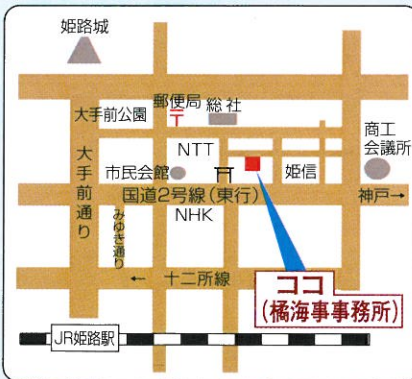 姫路城
郵便局
総社
大手前公園
商工
会議所
NTT
市民会館
姫信
大手前通り
国道2号線(東行)
神戸→
みゆき通り
NHK
← 十二所線
ココ
(橘海事事務所)
JR姫路駅